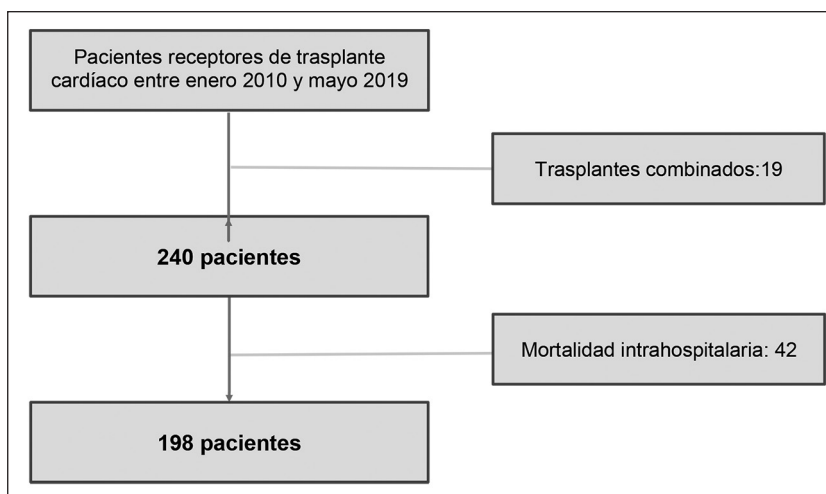 Pacientes receptores de trasplante
cardíaco entre enero 2010 y mayo 2019
Trasplantes combinados:19
240 pacientes
Mortalidad intrahospitalaria: 42
198 pacientes